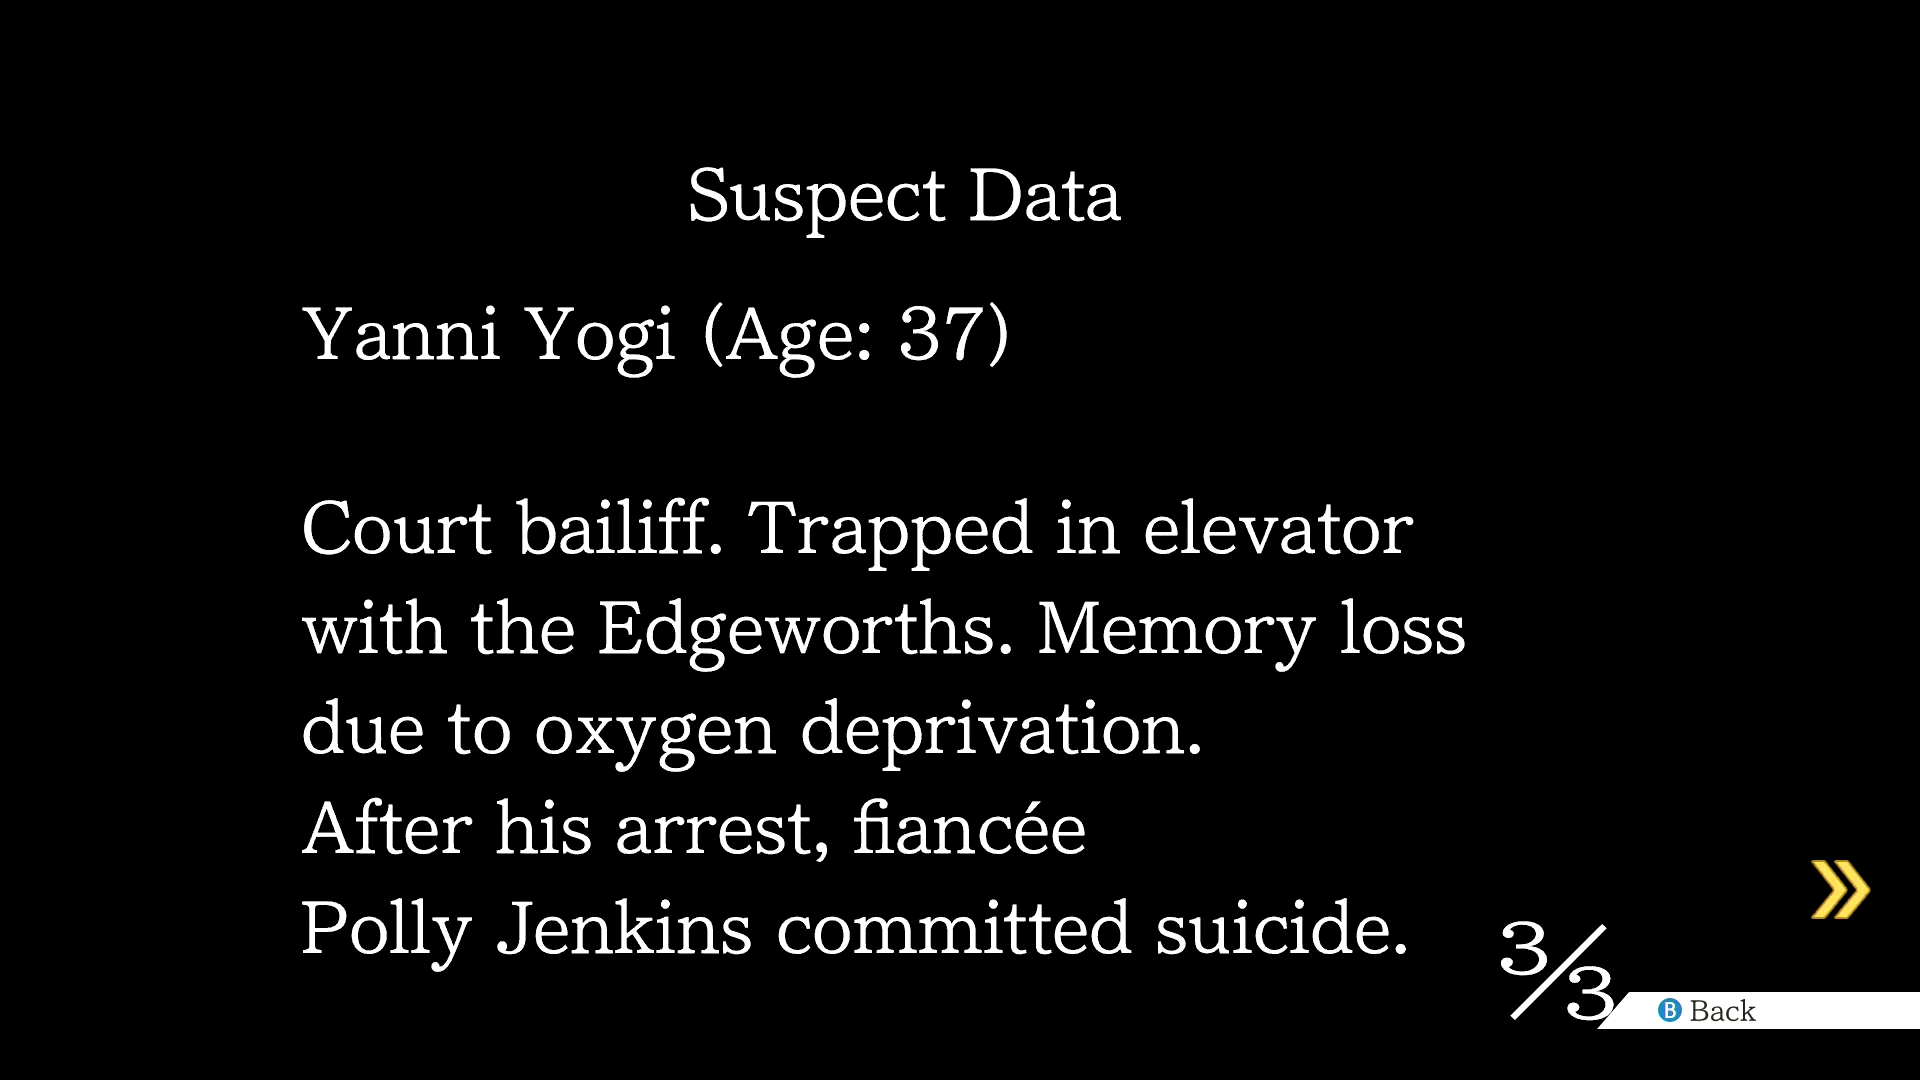 Suspect Data
Yanni Yogi (Age: 37)
Court bailiff. Trapped in elevator
with the Edgeworths. Memory loss
due to oxygen deprivation.
After his arrest, fiancée
Polly Jenkins committed suicide.
3/3
B Back